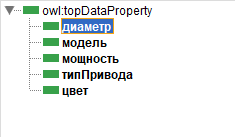 owl:topDataProperty
диаметр
модель
мощность
типПривода
цвет